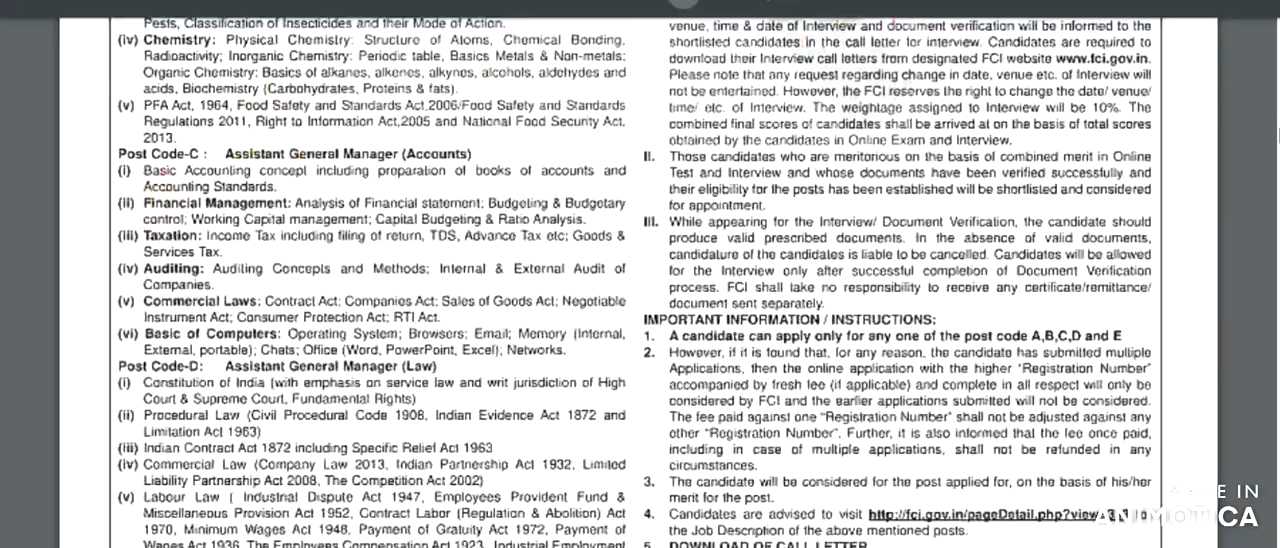 Pests, Classification of Insecticides and their Mode of Action.
(iv) Chemistry: Physical Chemistry: Structure of Atoms, Chemical Bonding,
Radioactivity; Inorganic Chemistry: Periodic table, Basics Metals & Non-metals;
Organic Chemistry: Basics of alkanes, alkenes, alkynes, alcohols, aldehydes and
acids, Biochemistry (Carbohydrates, Proteins & fats).
(v) PFA Act, 1964, Food Safety and Standards Act,2006/Food Safety and Standards
Regulations 2011, Right to Information Act,2005 and National Food Security Act,
2013.
Post Code-C : Assistant General Manager (Accounts)
(i) Basic Accounting concept including preparation of books of accounts and
Accounting Standards.
(ii) Financial Management: Analysis of Financial statement; Budgeting & Budgetary
control; Working Capital management; Capital Budgeting & Ratio Analysis.
(iii) Taxation: Income Tax including filing of return, TDS, Advance Tax etc; Goods &
Services Tax.
(iv) Auditing: Auditing Concepts and Methods; Internal & External Audit of
Companies.
(v) Commercial Laws: Contract Act; Companies Act; Sales of Goods Act; Negotiable
Instrument Act; Consumer Protection Act; RTI Act.
(vi) Basic of Computers: Operating System; Browsers; Email; Memory (Internal,
External, portable); Chats; Office (Word, PowerPoint, Excel); Networks.
Post Code-D: Assistant General Manager (Law)
(i) Constitution of India (with emphasis on service law and writ jurisdiction of High
Court & Supreme Court, Fundamental Rights)
(ii) Procedural Law (Civil Procedural Code 1908, Indian Evidence Act 1872 and
Limitation Act 1963)
(iii) Indian Contract Act 1872 including Specific Relief Act 1963
(iv) Commercial Law (Company Law 2013, Indian Partnership Act 1932, Limited
Liability Partnership Act 2008, The Competition Act 2002)
(v) Labour Law ( Industrial Dispute Act 1947, Employees Provident Fund &
Miscellaneous Provision Act 1952, Contract Labor (Regulation & Abolition) Act
1970, Minimum Wages Act 1948, Payment of Gratuity Act 1972, Payment of
Wages Act 1936, The Employees Compensation Act 1923, Industrial Employment
venue, time & date of Interview and document verification will be informed to the
shortlisted candidates in the call letter for interview. Candidates are required to
download their Interview call letters from designated FCI website www.fci.gov.in.
Please note that any request regarding change in date, venue etc. of Interview will
not be entertained. However, the FCI reserves the right to change the date/ venue/
time/ etc. of Interview. The weightage assigned to Interview will be 10%. The
combined final scores of candidates shall be arrived at on the basis of total scores
obtained by the candidates in Online Exam and Interview.
II. Those candidates who are meritorious on the basis of combined merit in Online
Test and Interview and whose documents have been verified successfully and
their eligibility for the posts has been established will be shortlisted and considered
for appointment.
III. While appearing for the Interview/ Document Verification, the candidate should
produce valid prescribed documents. In the absence of valid documents,
candidature of the candidates is liable to be cancelled. Candidates will be allowed
for the Interview only after successful completion of Document Verification
process. FCI shall take no responsibility to receive any certificate/remittance/
document sent separately.
IMPORTANT INFORMATION / INSTRUCTIONS:
1. A candidate can apply only for any one of the post code A,B,C,D and E
2. However, if it is found that, for any reason, the candidate has submitted multiple
Applications, then the online application with the higher "Registration Number"
accompanied by fresh fee (if applicable) and complete in all respect will only be
considered by FCI and the earlier applications submitted will not be considered.
The fee paid against one "Registration Number" shall not be adjusted against any
other "Registration Number". Further, it is also informed that the fee once paid,
including in case of multiple applications, shall not be refunded in any
circumstances.
3. The candidate will be considered for the post applied for, on the basis of his/her
merit for the post.
4. Candidates are advised to visit http://fci.gov.in/pageDetail.php?view
the Job Description of the above mentioned posts.
5. DOWNLOAD OF CALL LETTER
MADE IN
ANIMOTICA